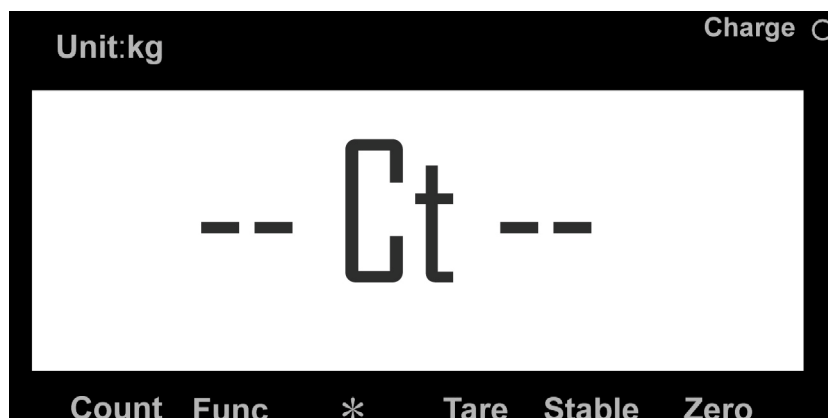 Charge
Unit:kg
-- Ct --
Count Func * Tare Stable Zero